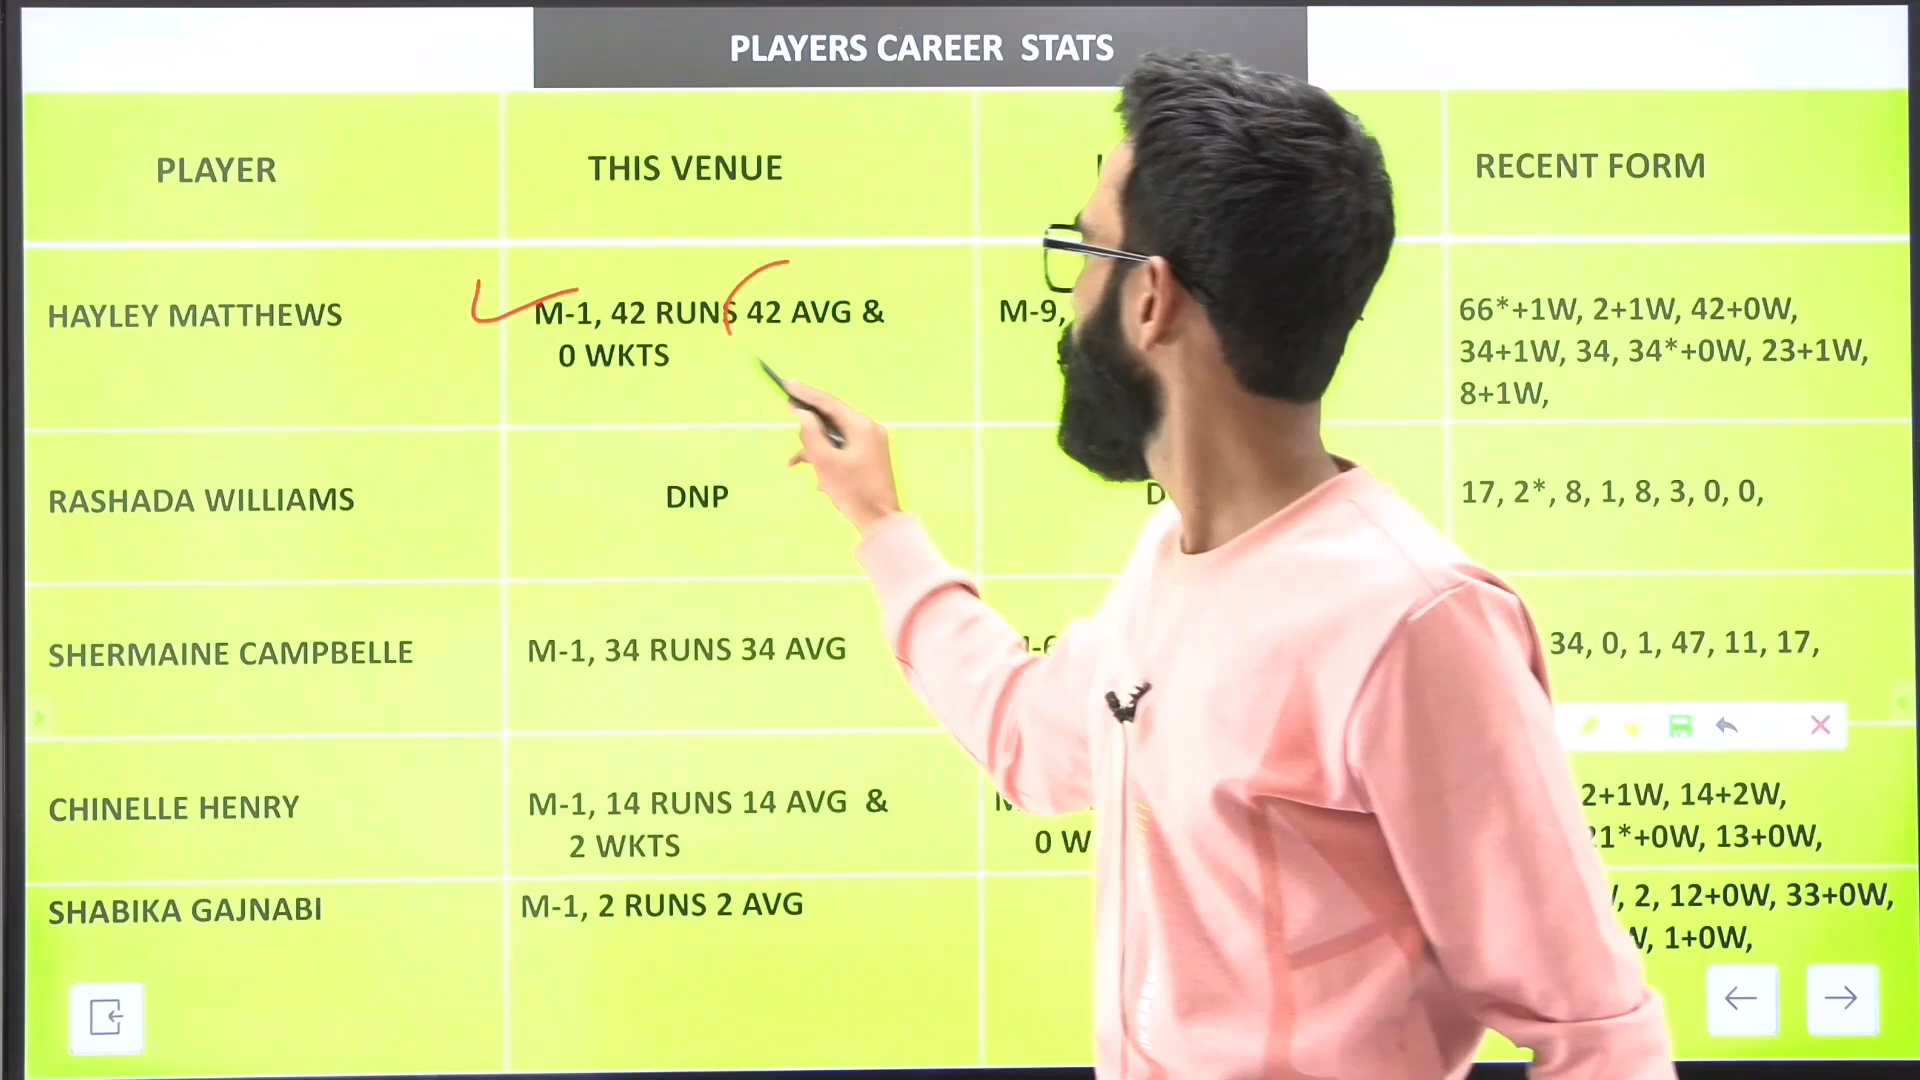 PLAYERS CAREER STATS
PLAYER THIS VENUE RECENT FORM
HAYLEY MATTHEWS
M-1, 42 RUNS 42 AVG &
0 WKTS
M-9,
66*+1W, 2+1W, 42+0W,
34+1W, 34, 34*+0W, 23+1W,
8+1W,
RASHADA WILLIAMS
DNP
17, 2*, 8, 1, 8, 3, 0, 0,
SHERMAINE CAMPBELLE
M-1, 34 RUNS 34 AVG
34, 0, 1, 47, 11, 17,
CHINELLE HENRY
M-1, 14 RUNS 14 AVG &
2 WKTS
0 W
2+1W, 14+2W,
21*+0W, 13+0W,
SHABIKA GAJNABI
M-1, 2 RUNS 2 AVG
2, 12+0W, 33+0W,
1+0W,